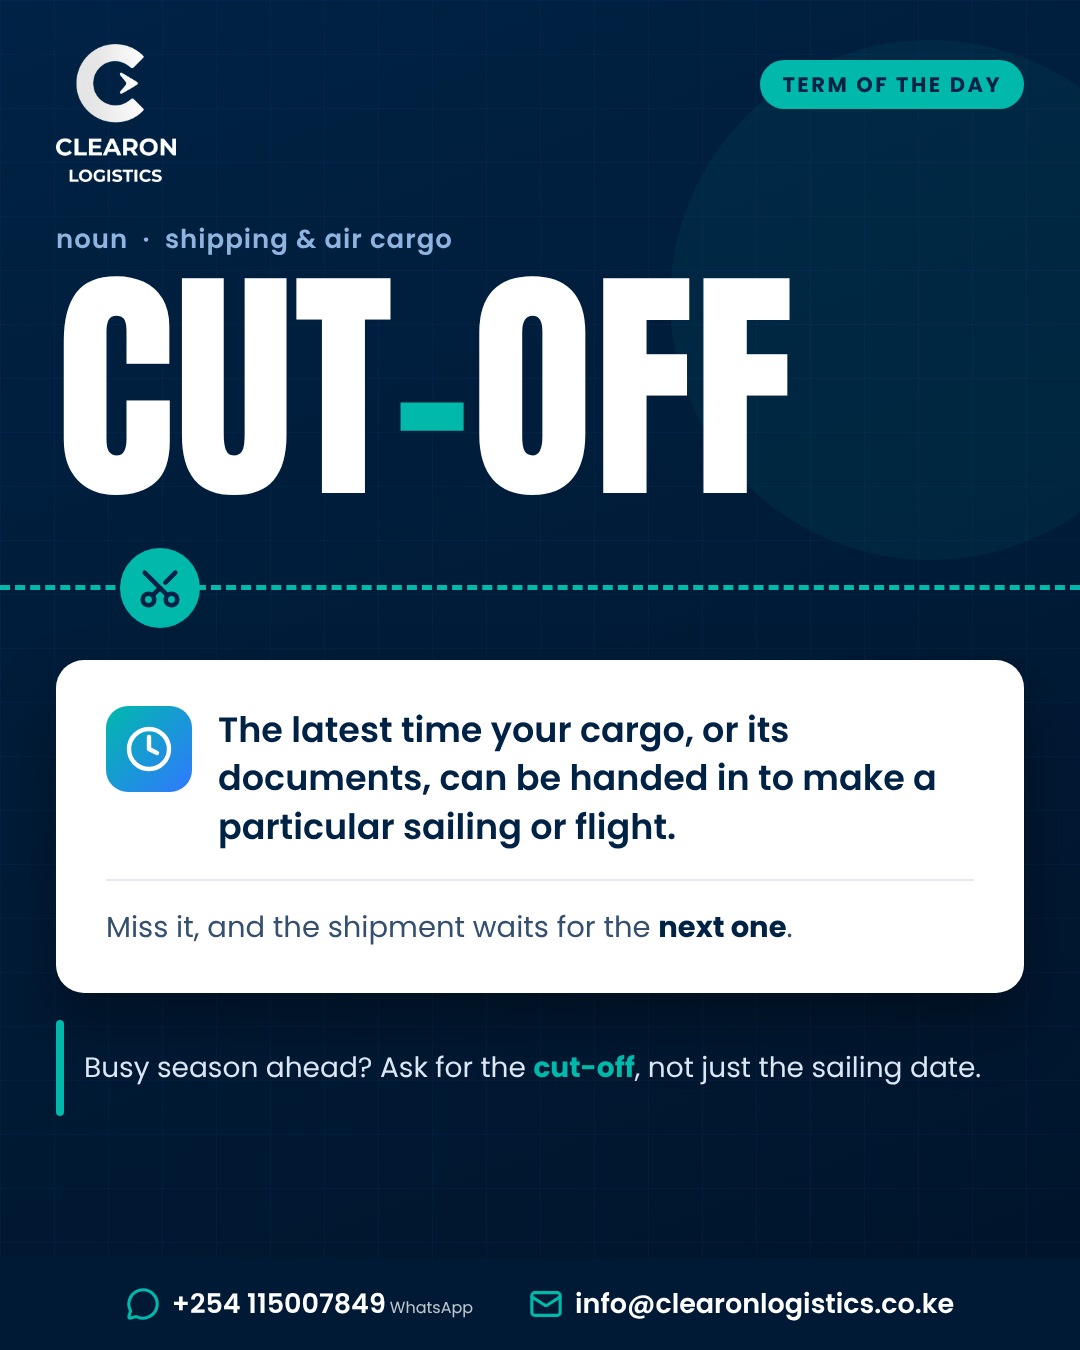 CLEARON
LOGISTICS
TERM OF THE DAY
noun · shipping & air cargo
CUT-OFF
The latest time your cargo, or its
documents, can be handed in to make a
particular sailing or flight.
Miss it, and the shipment waits for the next one.
Busy season ahead? Ask for the cut-off, not just the sailing date.
+254 115007849 WhatsApp
info@clearonlogistics.co.ke